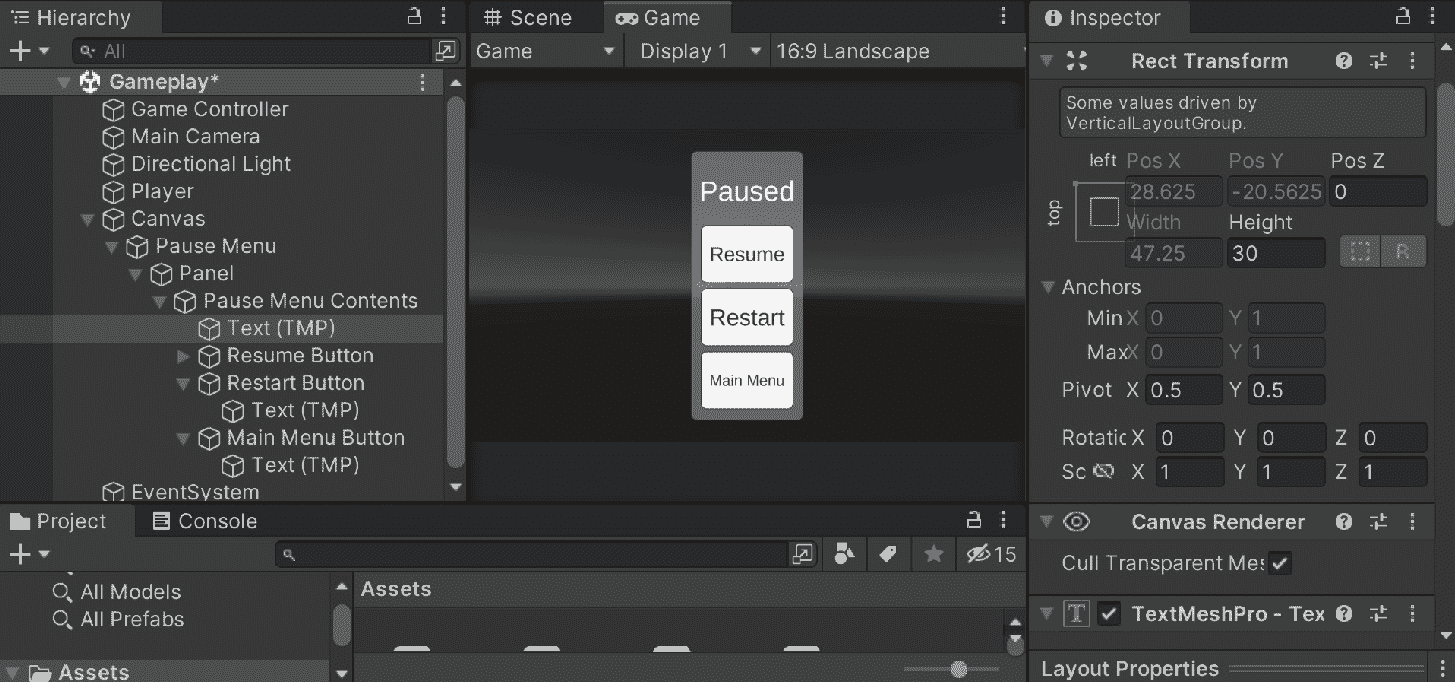 Hierarchy
All
Gameplay*
Game Controller
Main Camera
Directional Light
Player
Canvas
Pause Menu
Panel
Pause Menu Contents
Text (TMP)
Resume Button
Restart Button
Text (TMP)
Main Menu Button
Text (TMP)
EventSystem
Scene
Game
Game
Display 1
16:9 Landscape
Paused
Resume
Restart
Main Menu
Inspector
Rect Transform
Some values driven by
VerticalLayoutGroup.
left Pos X Pos Y Pos Z
top
28.625 -20.5625 0
Width Height
47.25 30 R
Anchors
Min X 0 Y 1
Max X 0 Y 1
Pivot X 0.5 Y 0.5
Rotatic X 0 Y 0 Z 0
Sc X 1 Y 1 Z 1
Canvas Renderer
Cull Transparent Mes
TextMeshPro - Tex
Layout Properties
Project
Console
15
All Models
All Prefabs
Assets
Assets